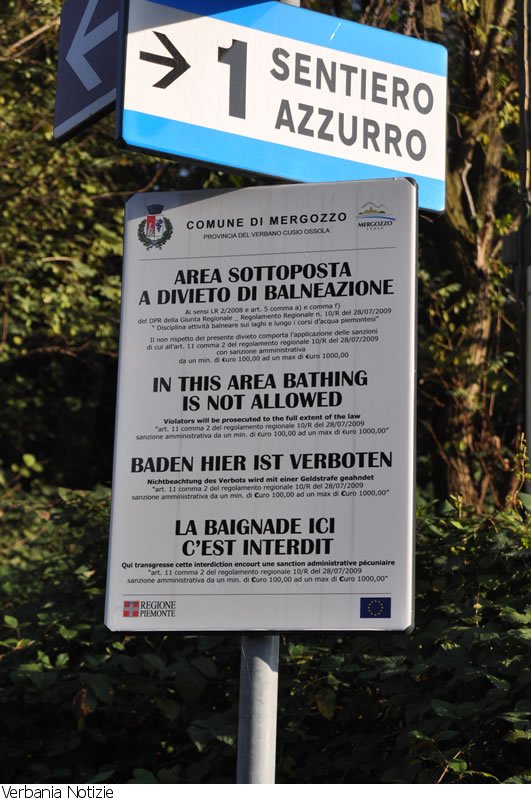 1 SENTIERO
AZZURRO
COMUNE DI MERGOZZO
PROVINCIA DEL VERBANO CUSIO OSSOLA
MERGOZZO
ITALY
AREA SOTTOPOSTA
A DIVIETO DI BALNEAZIONE
Ai sensi LR 2/2008 e art. 5 comma a) e comma f)
del DPR della Giunta Regionale _ Regolamento Regionale n. 10/R del 28/07/2009
" Disciplina attività balneare sui laghi e lungo i corsi d'acqua piemontesi"
Il non rispetto del presente divieto comporta l'applicazione delle sanzioni
di cui all'art. 11 comma 2 del regolamento regionale 10/R del 28/07/2009
con sanzione amministrativa
da un min. di €uro 100,00 ad un max di €uro 1000,00
IN THIS AREA BATHING
IS NOT ALLOWED
Violators will be prosecuted to the full extent of the law
"art. 11 comma 2 del regolamento regionale 10/R del 28/07/2009
sanzione amministrativa da un min. di €uro 100,00 ad un max di €uro 1000,00"
BADEN HIER IST VERBOTEN
Nichtbeachtung des Verbots wird mit einer Geldstrafe geahndet
"art. 11 comma 2 del regolamento regionale 10/R del 28/07/2009
sanzione amministrativa da un min. di €uro 100,00 ad un max di €uro 1000,00"
LA BAIGNADE ICI
C'EST INTERDIT
Qui transgresse cette interdiction encourt une sanction administrative pécuniaire
"art. 11 comma 2 del regolamento regionale 10/R del 28/07/2009
sanzione amministrativa da un min. di €uro 100,00 ad un max di €uro 1000,00"
REGIONE
PIEMONTE
Verbania Notizie